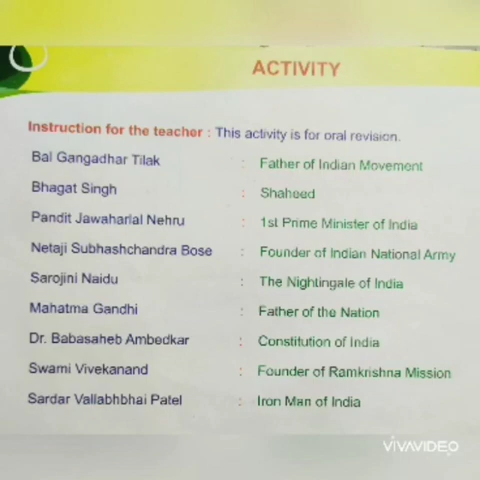 ACTIVITY
Instruction for the teacher : This activity is for oral revision.
Bal Gangadhar Tilak : Father of Indian Movement
Bhagat Singh : Shaheed
Pandit Jawaharlal Nehru : 1st Prime Minister of India
Netaji Subhashchandra Bose : Founder of Indian National Army
Sarojini Naidu : The Nightingale of India
Mahatma Gandhi : Father of the Nation
Dr. Babasaheb Ambedkar : Constitution of India
Swami Vivekanand : Founder of Ramkrishna Mission
Sardar Vallabhbhai Patel : Iron Man of India
VIVAVIDEO